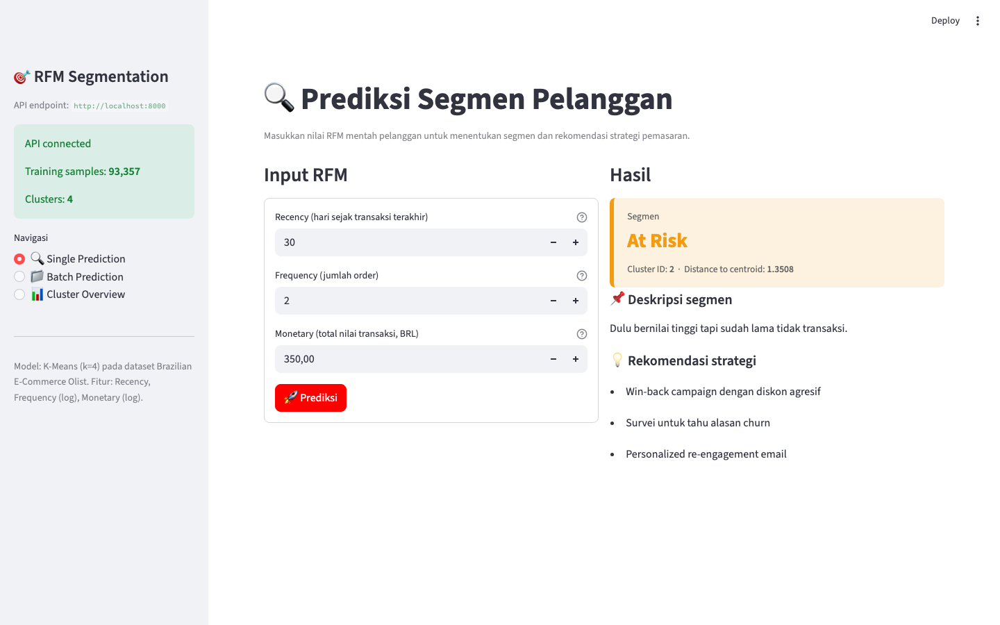 Deploy
RFM Segmentation
API endpoint: http://localhost:8000
API connected
Training samples: 93,357
Clusters: 4
Navigasi
Single Prediction
Batch Prediction
Cluster Overview
Model: K-Means (k=4) pada dataset Brazilian
E-Commerce Olist. Fitur: Recency,
Frequency (log), Monetary (log).
Prediksi Segmen Pelanggan
Masukkan nilai RFM mentah pelanggan untuk menentukan segmen dan rekomendasi strategi pemasaran.
Input RFM
Recency (hari sejak transaksi terakhir)
30
Frequency (jumlah order)
2
Monetary (total nilai transaksi, BRL)
350,00
Prediksi
Hasil
Segmen
At Risk
Cluster ID: 2 · Distance to centroid: 1.3508
Deskripsi segmen
Dulu bernilai tinggi tapi sudah lama tidak transaksi.
Rekomendasi strategi
• Win-back campaign dengan diskon agresif
• Survei untuk tahu alasan churn
• Personalized re-engagement email